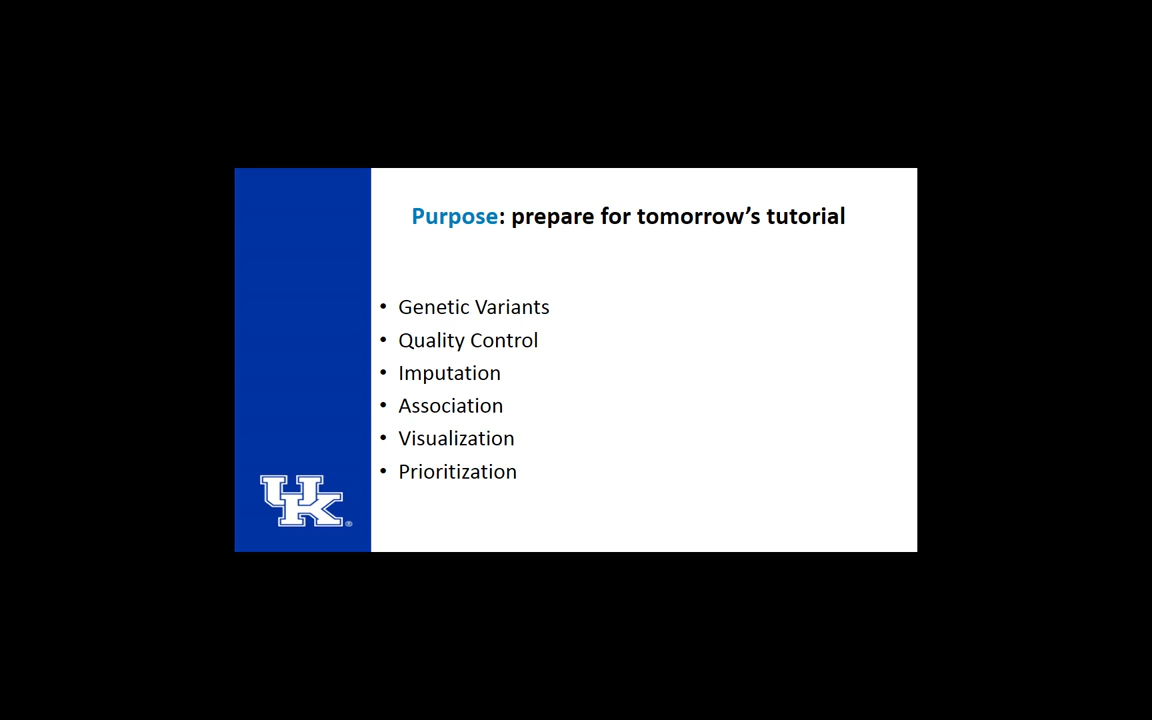 Purpose: prepare for tomorrow’s tutorial
• Genetic Variants
• Quality Control
• Imputation
• Association
• Visualization
• Prioritization
UK®